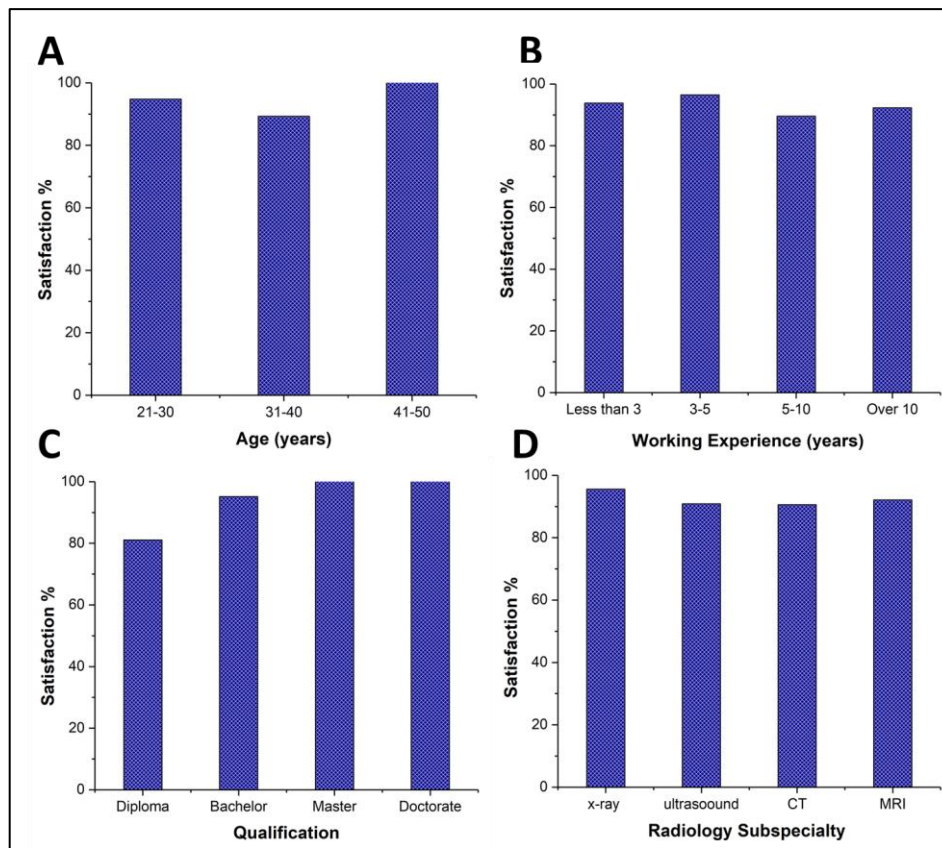 A
Satisfaction %
100
80
60
40
20
0
21-30 31-40 41-50
Age (years)
B
Satisfaction %
100
80
60
40
20
0
Less than 3 3-5 5-10 Over 10
Working Experience (years)
C
Satisfaction %
100
80
60
40
20
0
Diploma Bachelor Master Doctorate
Qualification
D
Satisfaction %
100
80
60
40
20
0
x-ray ultrasoound CT MRI
Radiology Subspecialty